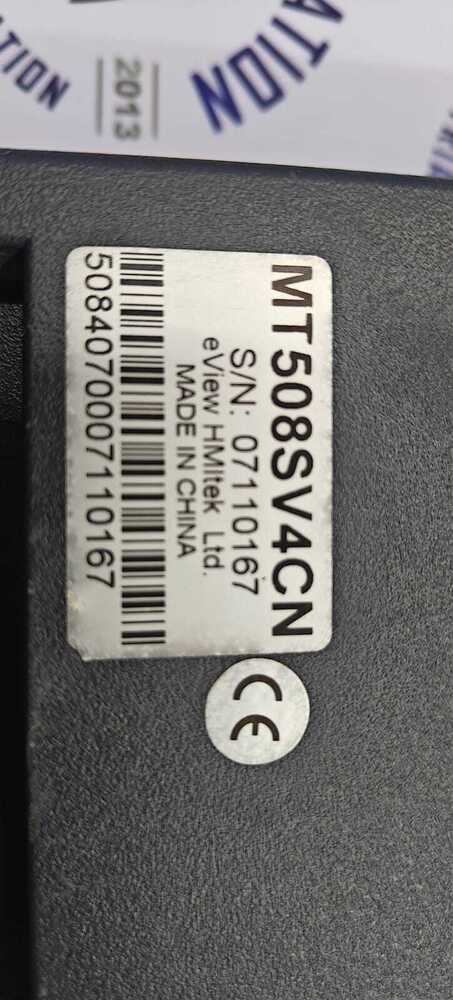 ATION
TION
2013
MT508SV4CN
S/N: 07110167
eView HMItek Ltd.
MADE IN CHINA
5084070007110167
CE